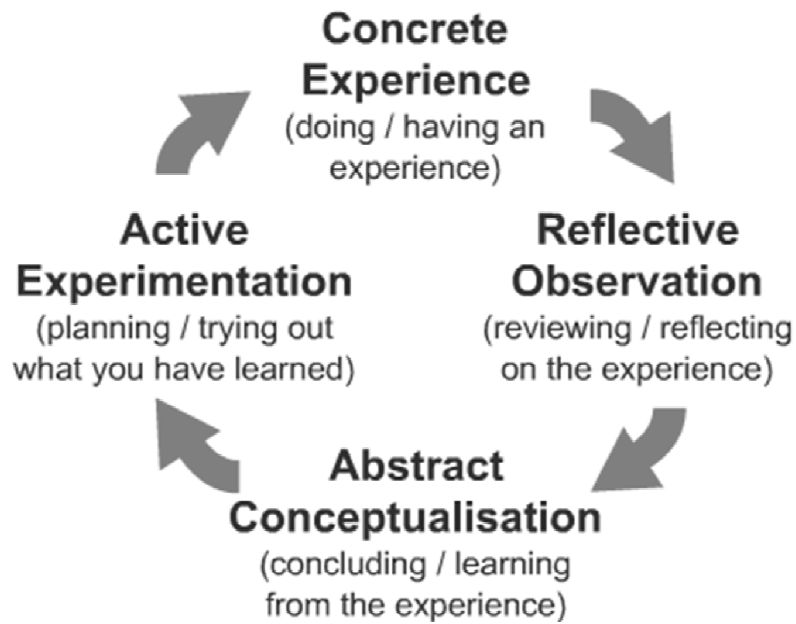 Concrete
Experience
(doing / having an
experience)
Reflective
Observation
(reviewing / reflecting
on the experience)
Abstract
Conceptualisation
(concluding / learning
from the experience)
Active
Experimentation
(planning / trying out
what you have learned)